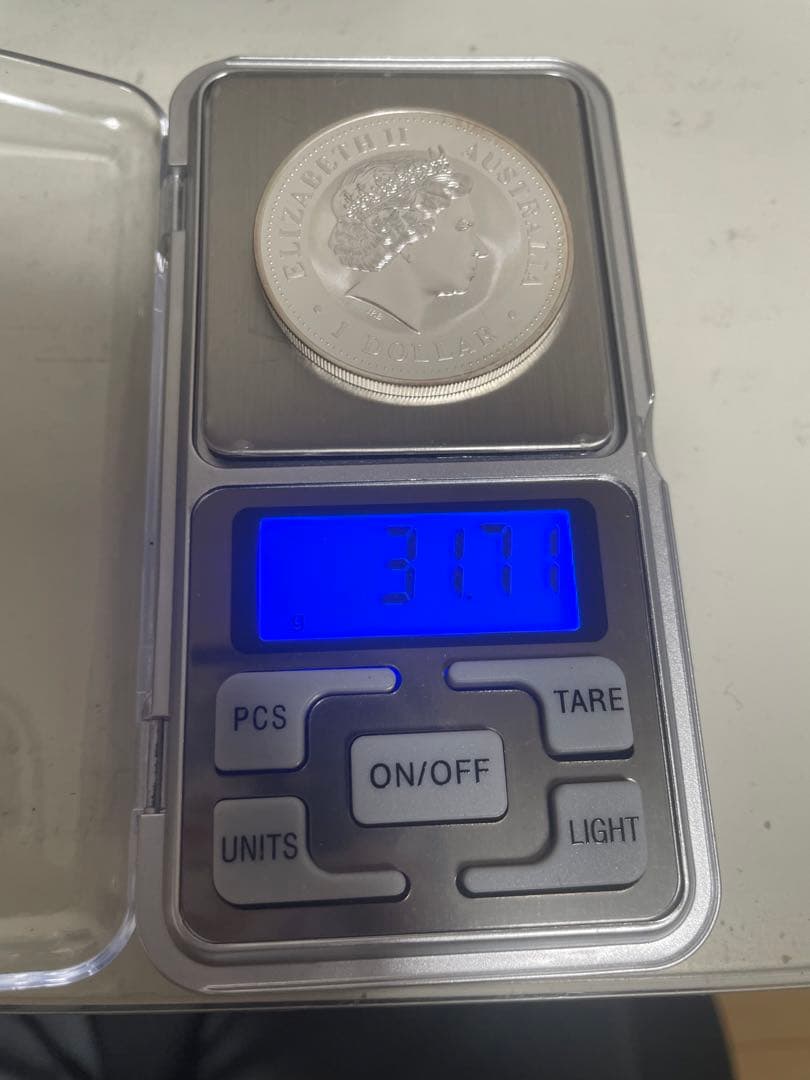 ELIZABETH II AUSTRALIA
1 DOLLAR
31.71
g
PCS
TARE
ON/OFF
UNITS
LIGHT